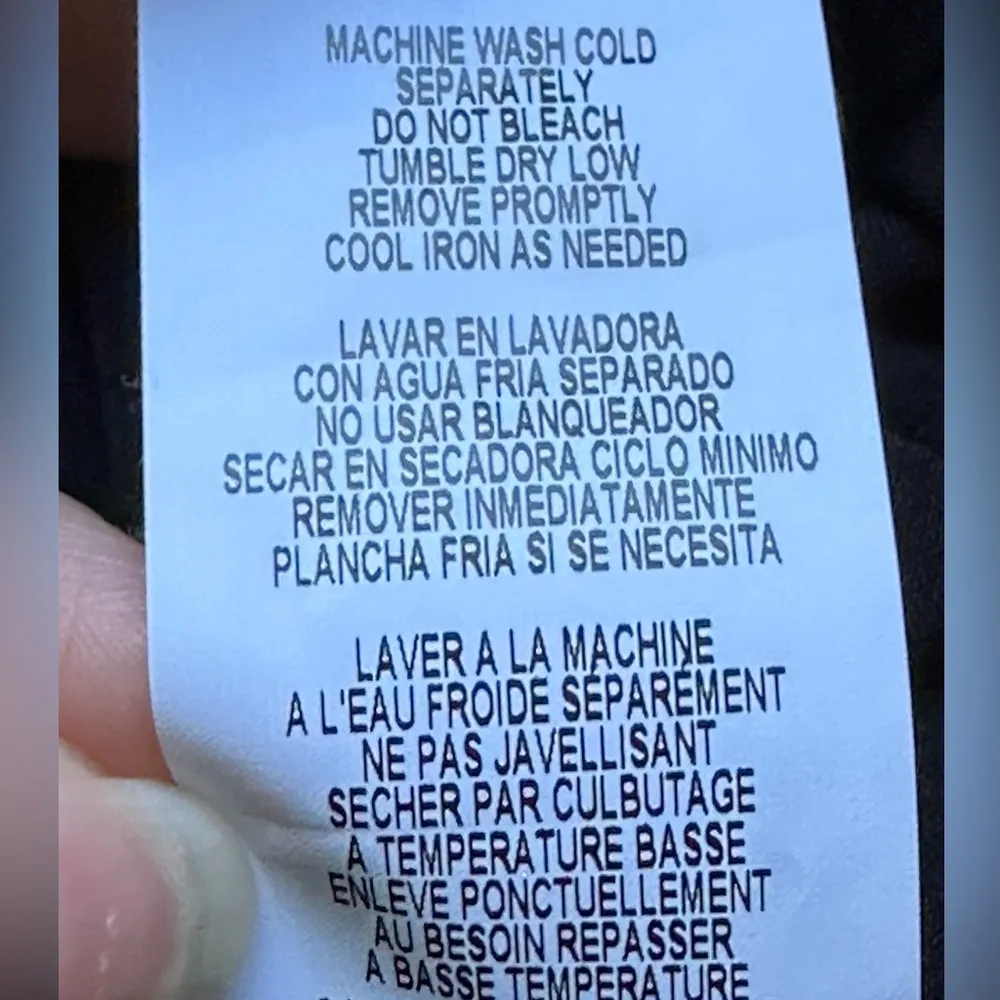 MACHINE WASH COLD
SEPARATELY
DO NOT BLEACH
TUMBLE DRY LOW
REMOVE PROMPTLY
COOL IRON AS NEEDED
LAVAR EN LAVADORA
CON AGUA FRIA SEPARADO
NO USAR BLANQUEADOR
SECAR EN SECADORA CICLO MINIMO
REMOVER INMEDIATAMENTE
PLANCHA FRIA SI SE NECESITA
LAVER A LA MACHINE
A L'EAU FROIDE SÉPARÉMENT
NE PAS JAVELLISANT
SECHER PAR CULBUTAGE
A TEMPERATURE BASSE
ENLEVE PONCTUELLEMENT
AU BESOIN REPASSER
A BASSE TEMPERATURE